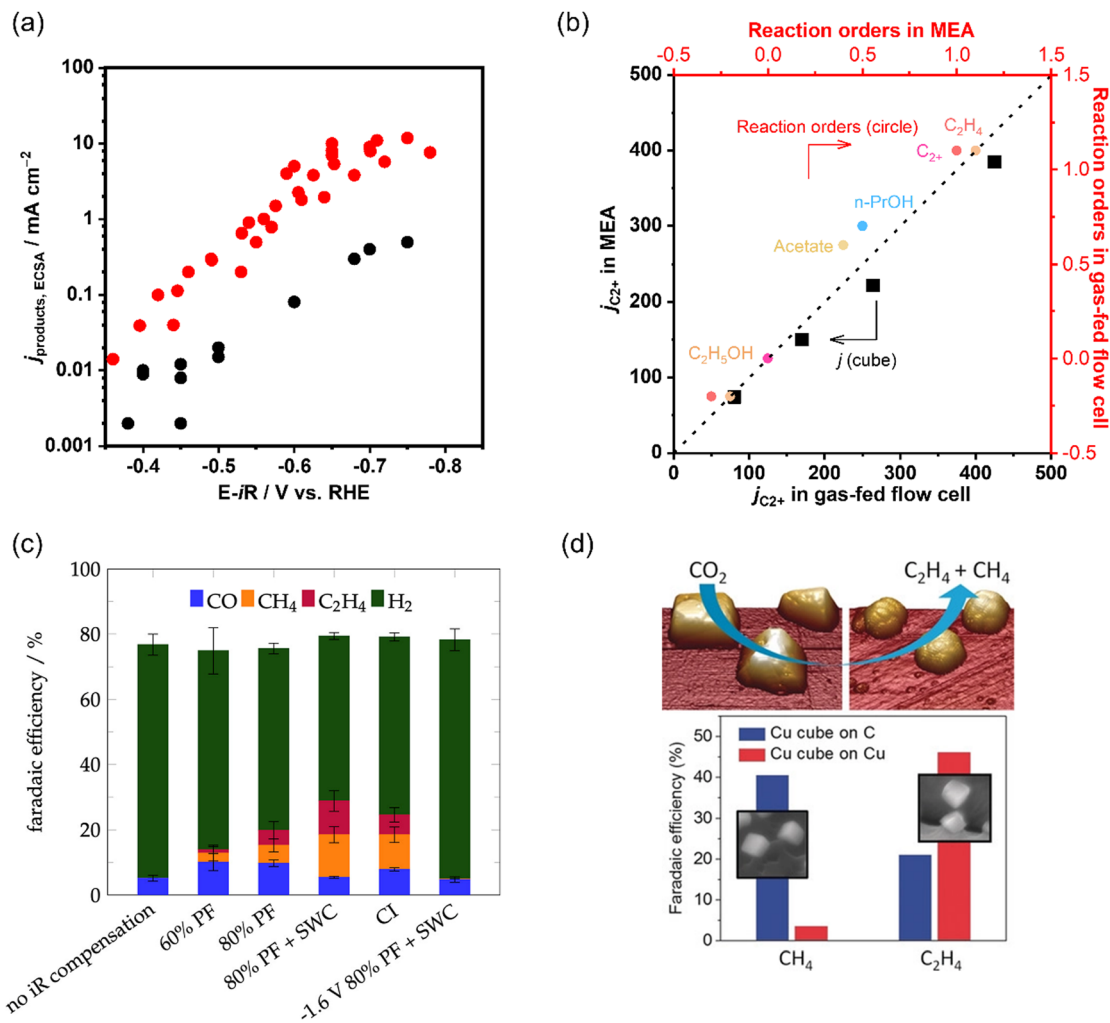 (a)
100
10
1
0.1
0.01
0.001
j products, ECSA / mA cm⁻²
-0.4 -0.5 -0.6 -0.7 -0.8
E-iR / V vs. RHE
(b)
Reaction orders in MEA
-0.5 0.0 0.5 1.0 1.5
500
400
300
200
100
0
jC2+ in MEA
Reaction orders (circle)
C₂H₄
C₂₊
n-PrOH
Acetate
C₂H₅OH
j (cube)
1.5
1.0
0.5
0.0
-0.5
Reaction orders in gas-fed flow cell
0 100 200 300 400 500
jC2+ in gas-fed flow cell
(c)
100
80
60
40
20
0
faradaic efficiency / %
CO CH₄ C₂H₄ H₂
no iR compensation
60% PF
80% PF
80% PF + SWC
CI
-1.6 V 80% PF + SWC
(d)
CO₂
C₂H₄ + CH₄
50
40
30
20
10
0
Faradaic efficiency (%)
Cu cube on C
Cu cube on Cu
CH₄ C₂H₄